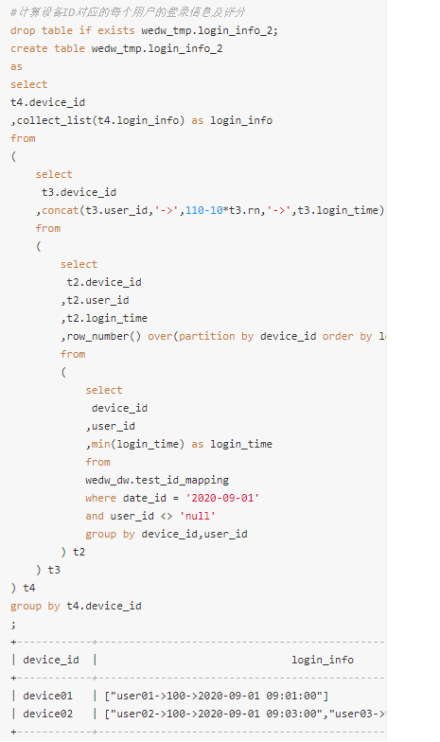 #计算设备ID对应的每个用户的登录信息及评分
drop table if exists wedw_tmp.login_info_2;
create table wedw_tmp.login_info_2
as
select
t4.device_id
,collect_list(t4.login_info) as login_info
from
(
select
t3.device_id
,concat(t3.user_id,'->',110-10*t3.rn,'->',t3.login_time)
from
(
select
t2.device_id
,t2.user_id
,t2.login_time
,row_number() over(partition by device_id order by
from
(
select
device_id
,user_id
,min(login_time) as login_time
from
wedw_dw.test_id_mapping
where date_id = '2020-09-01'
and user_id <> 'null'
group by device_id,user_id
) t2
) t3
) t4
group by t4.device_id
;
| device_id | login_info
| device01 | ["user01->100->2020-09-01 09:01:00"]
| device02 | ["user02->100->2020-09-01 09:03:00","user03->